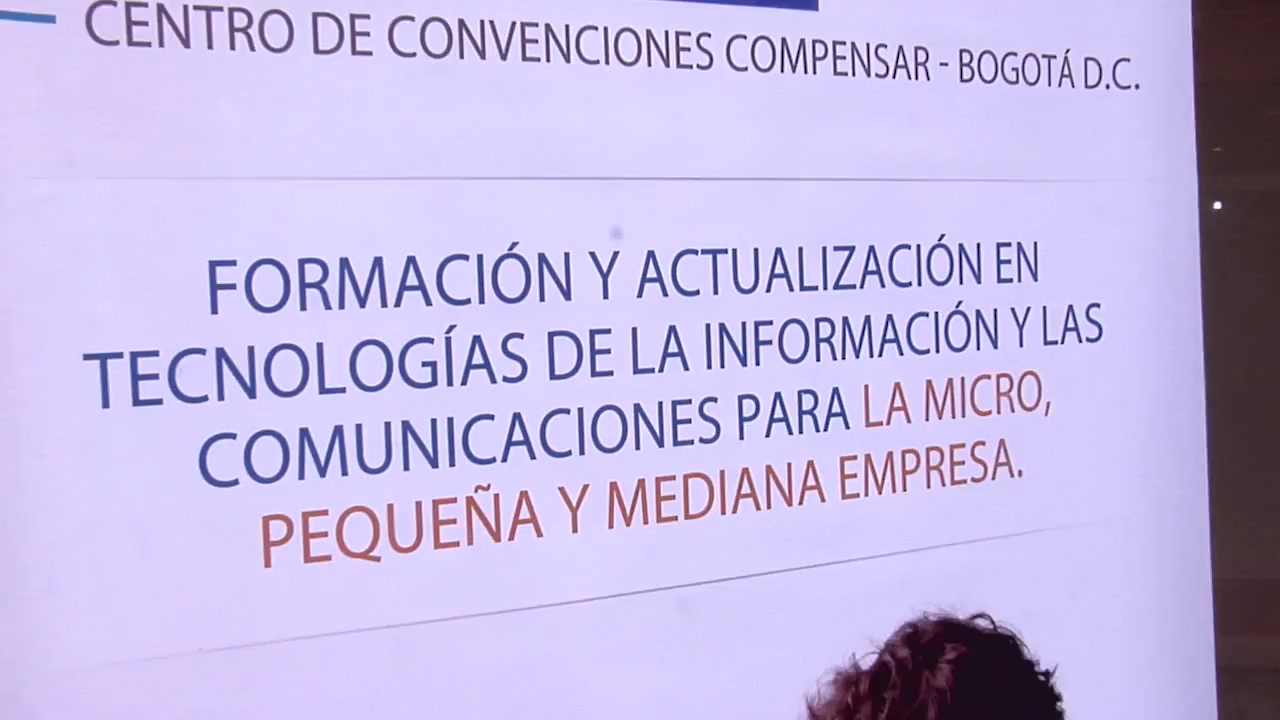 CENTRO DE CONVENCIONES COMPENSAR - BOGOTÁ D.C.
FORMACIÓN Y ACTUALIZACIÓN EN
TECNOLOGÍAS DE LA INFORMACIÓN Y LAS
COMUNICACIONES PARA LA MICRO,
PEQUEÑA Y MEDIANA EMPRESA.